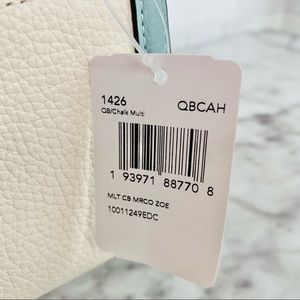 1426 QBCAH
QB/Chalk Multi
1 93971 88770 8
MLT CB MRCO ZOE
10011249EDC